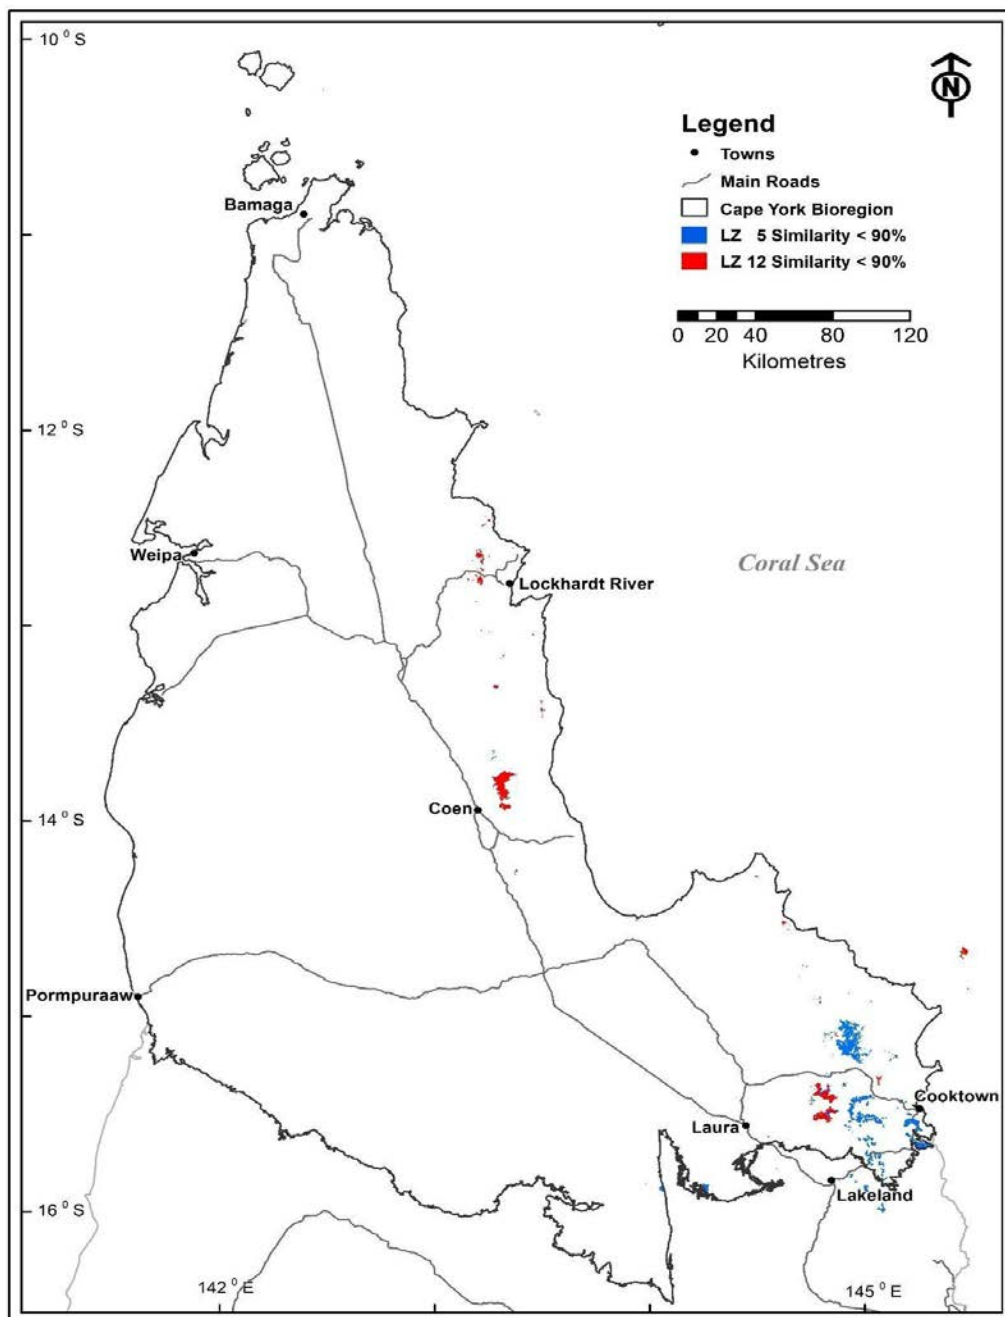 10 ° S
N
Legend
Towns
Main Roads
Cape York Bioregion
LZ 5 Similarity < 90%
LZ 12 Similarity < 90%
0 20 40 80 120
Kilometres
Bamaga
12 ° S
Weipa
Coral Sea
Lockhardt River
Coen
14 ° S
Pormpuraaw
Cooktown
Laura
Lakeland
16 ° S
142 ° E
145 ° E